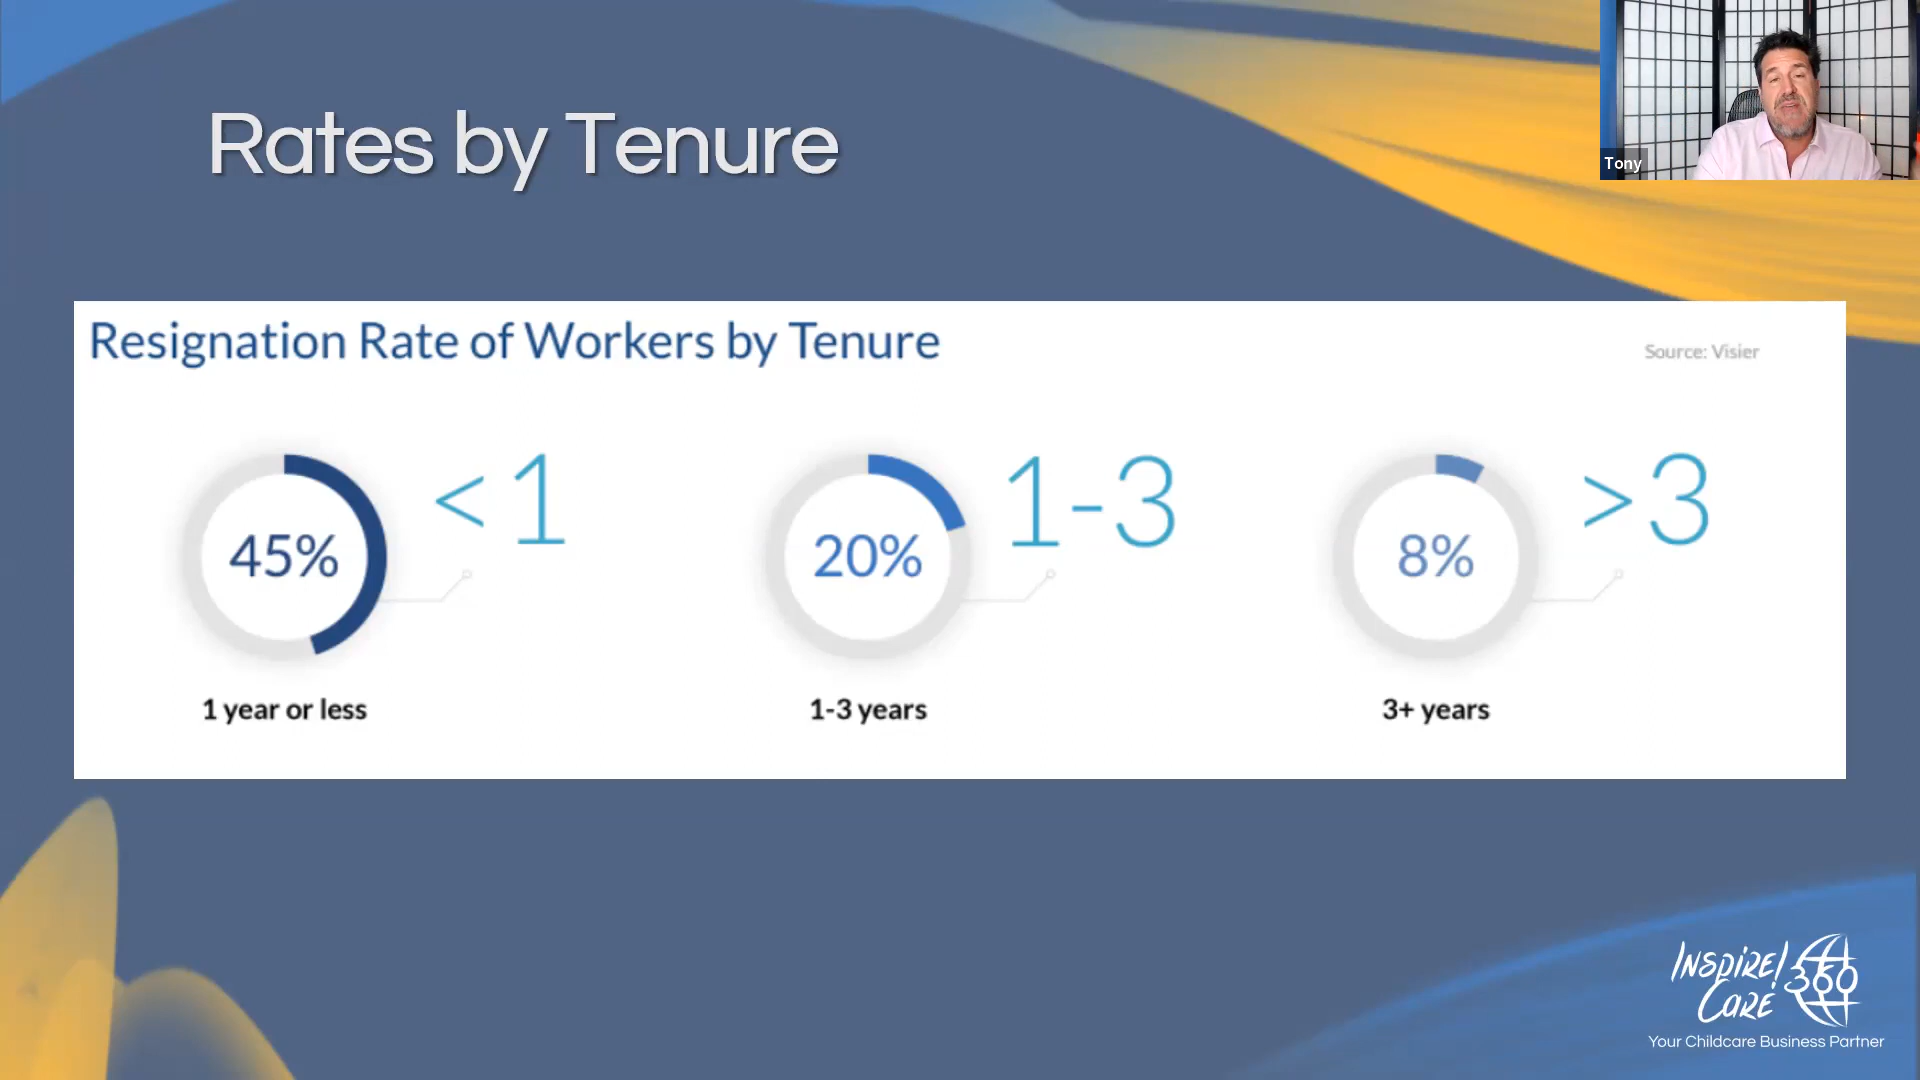 Rates by Tenure
Tony
Resignation Rate of Workers by Tenure
Source: Visier
45%
< 1
1 year or less
20%
1-3
1-3 years
8%
>3
3+ years
INSPIRE!
CARE
360
Your Childcare Business Partner